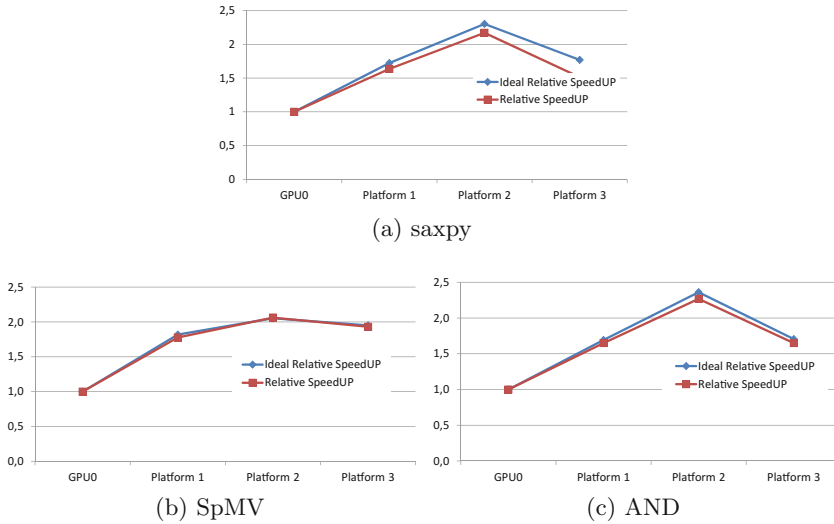 2,5
2
1,5
1
0,5
0
Ideal Relative SpeedUP
Relative SpeedUP
GPU0 Platform 1 Platform 2 Platform 3
(a) saxpy
2,5
2,0
1,5
1,0
0,5
0,0
Ideal Relative SpeedUP
Relative SpeedUP
GPU0 Platform 1 Platform 2 Platform 3
(b) SpMV
2,5
2,0
1,5
1,0
0,5
0,0
Ideal Relative SpeedUP
Relative SpeedUP
GPU0 Platform 1 Platform 2 Platform 3
(c) AND